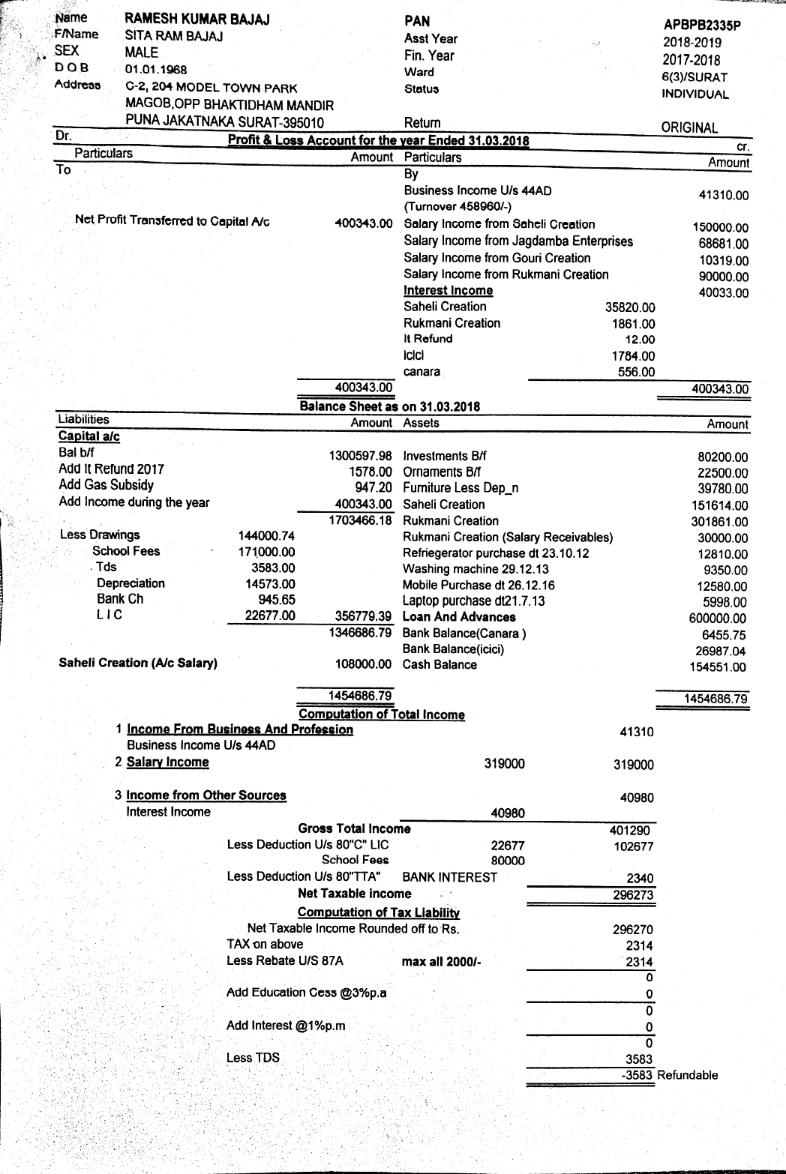 Name RAMESH KUMAR BAJAJ PAN APBPB2335P
F/Name SITA RAM BAJAJ Asst Year 2018-2019
SEX MALE Fin. Year 2017-2018
D O B 01.01.1968 Ward 6(3)/SURAT
Address C-2, 204 MODEL TOWN PARK Status INDIVIDUAL
MAGOB,OPP BHAKTIDHAM MANDIR
PUNA JAKATNAKA SURAT-395010 Return ORIGINAL
Dr. Profit & Loss Account for the year Ended 31.03.2018 cr.
Particulars Amount Particulars Amount
To By
Business Income U/s 44AD 41310.00
(Turnover 458960/-)
Net Profit Transferred to Capital A/c 400343.00 Salary Income from Saheli Creation 150000.00
Salary Income from Jagdamba Enterprises 68681.00
Salary Income from Gouri Creation 10319.00
Salary Income from Rukmani Creation 90000.00
Interest Income 40033.00
Saheli Creation 35820.00
Rukmani Creation 1861.00
It Refund 12.00
Icici 1784.00
canara 556.00
400343.00 400343.00
Balance Sheet as on 31.03.2018
Liabilities Amount Assets Amount
Capital a/c
Bal b/f 1300597.98 Investments B/f 80200.00
Add It Refund 2017 1578.00 Ornaments B/f 22500.00
Add Gas Subsidy 947.20 Furniture Less Dep_n 39780.00
Add Income during the year 400343.00 Saheli Creation 151614.00
1703466.18 Rukmani Creation 301861.00
Less Drawings 144000.74 Rukmani Creation (Salary Receivables) 30000.00
School Fees 171000.00 Refriegerator purchase dt 23.10.12 12810.00
Tds 3583.00 Washing machine 29.12.13 9350.00
Depreciation 14573.00 Mobile Purchase dt 26.12.16 12580.00
Bank Ch 945.65 Laptop purchase dt21.7.13 5998.00
L I C 22677.00 356779.39 Loan And Advances 600000.00
1346686.79 Bank Balance(Canara ) 6455.75
Bank Balance(icici) 26987.04
Saheli Creation (A/c Salary) 108000.00 Cash Balance 154551.00
1454686.79 1454686.79
Computation of Total Income
1 Income From Business And Profession 41310
Business Income U/s 44AD
2 Salary Income 319000 319000
3 Income from Other Sources 40980
Interest Income 40980
Gross Total Income 401290
Less Deduction U/s 80"C" LIC 22677 102677
School Fees 80000
Less Deduction U/s 80"TTA" BANK INTEREST 2340
Net Taxable income 296273
Computation of Tax Liability
Net Taxable Income Rounded off to Rs. 296270
TAX on above 2314
Less Rebate U/S 87A max all 2000/- 2314
0
Add Education Cess @3%p.a 0
0
Add Interest @1%p.m 0
0
Less TDS 3583
-3583 Refundable